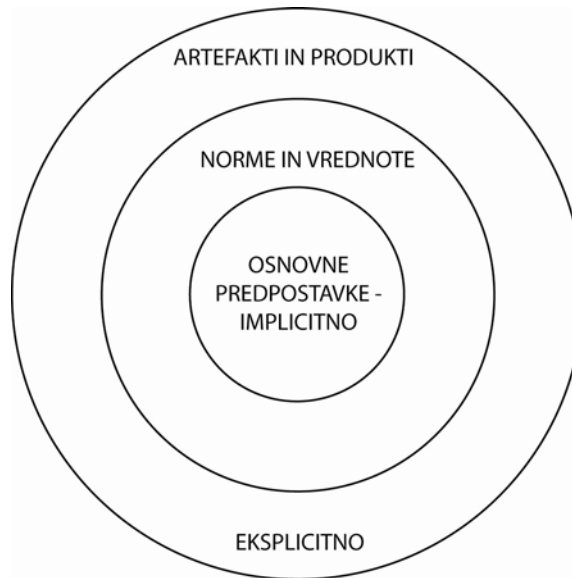 ARTEFAKTI IN PRODUKTI
NORME IN VREDNOTE
OSNOVNE
PREDPOSTAVKE -
IMPLICITNO
EKSPLICITNO